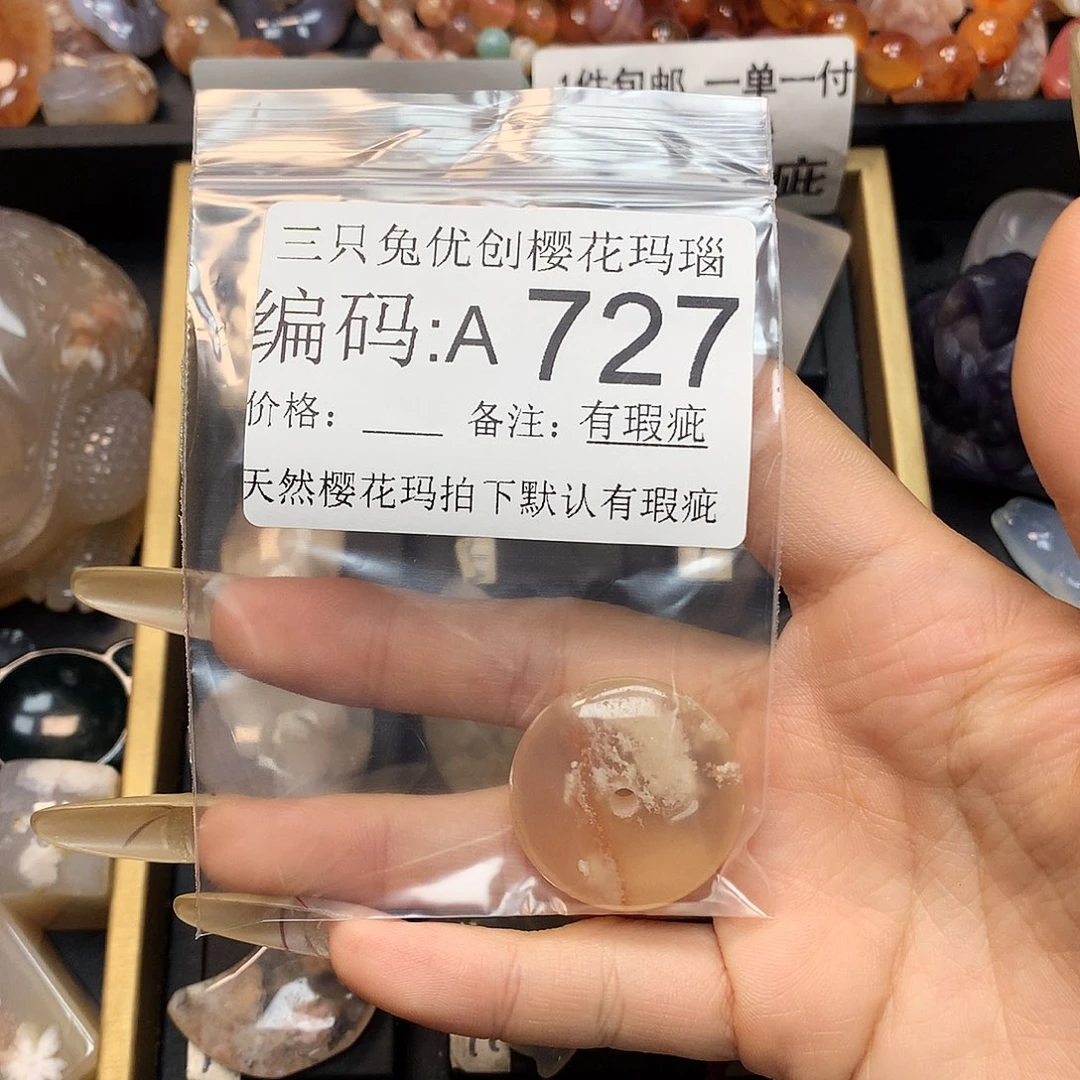 1件包邮 一单一付
疵
三只兔优创樱花玛瑙
编码:A 727
价格: ___ 备注: 有瑕疵
天然樱花玛拍下默认有瑕疵